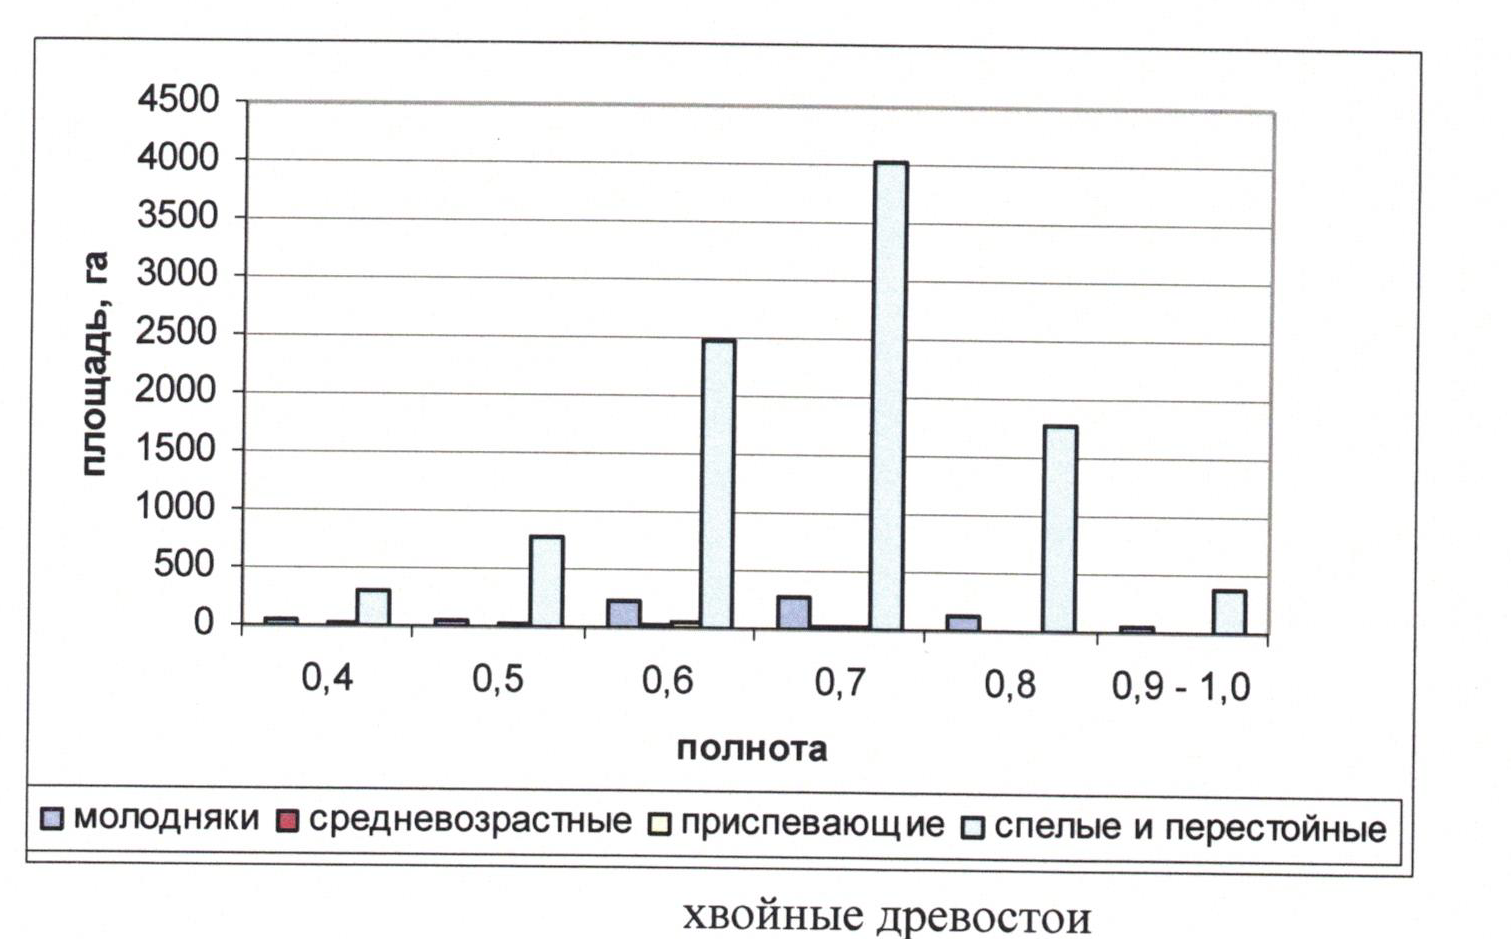 4500
4000
3500
3000
2500
2000
1500
1000
500
0
площадь, га
0,4 0,5 0,6 0,7 0,8 0,9 - 1,0
полнота
молодняки средневозрастные приспевающие спелые и перестойные
хвойные древостои